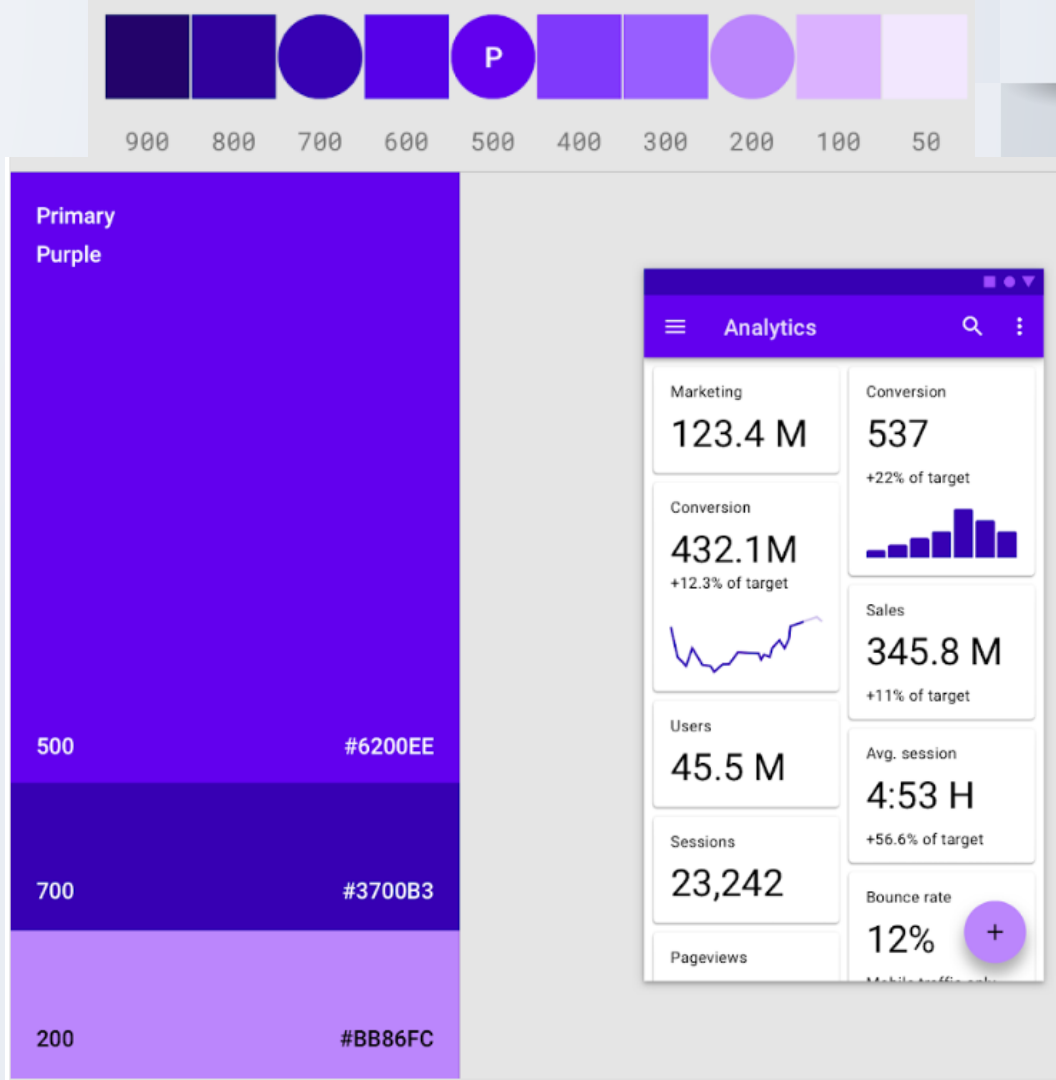 P
900 800 700 600 500 400 300 200 100 50
Primary
Purple
500 #6200EE
700 #3700B3
200 #BB86FC
Analytics
Marketing
123.4 M
Conversion
432.1M
+12.3% of target
Users
45.5 M
Sessions
23,242
Pageviews
Conversion
537
+22% of target
Sales
345.8 M
+11% of target
Avg. session
4:53 H
+56.6% of target
Bounce rate
12%
+
Mobile traffic only